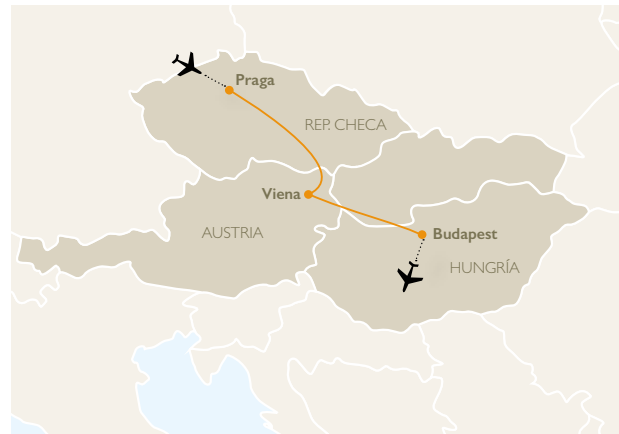 Praga
REP. CHECA
Viena
AUSTRIA
Budapest
HUNGRÍA